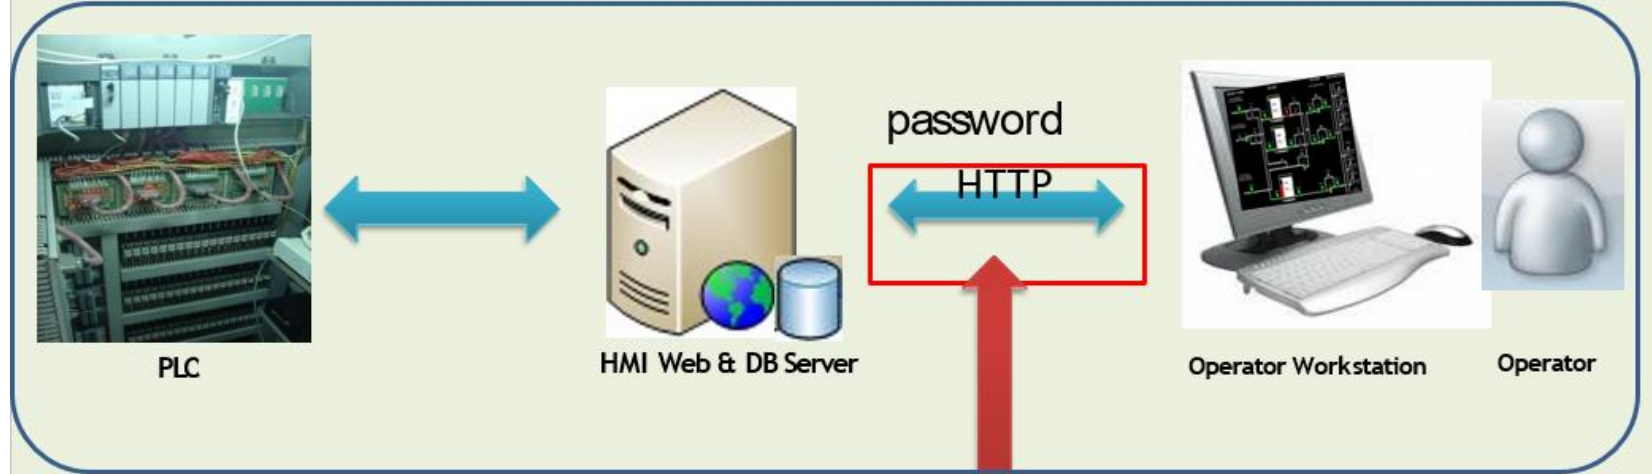 password
HTTP
PLC
HMI Web & DB Server
Operator Workstation
Operator